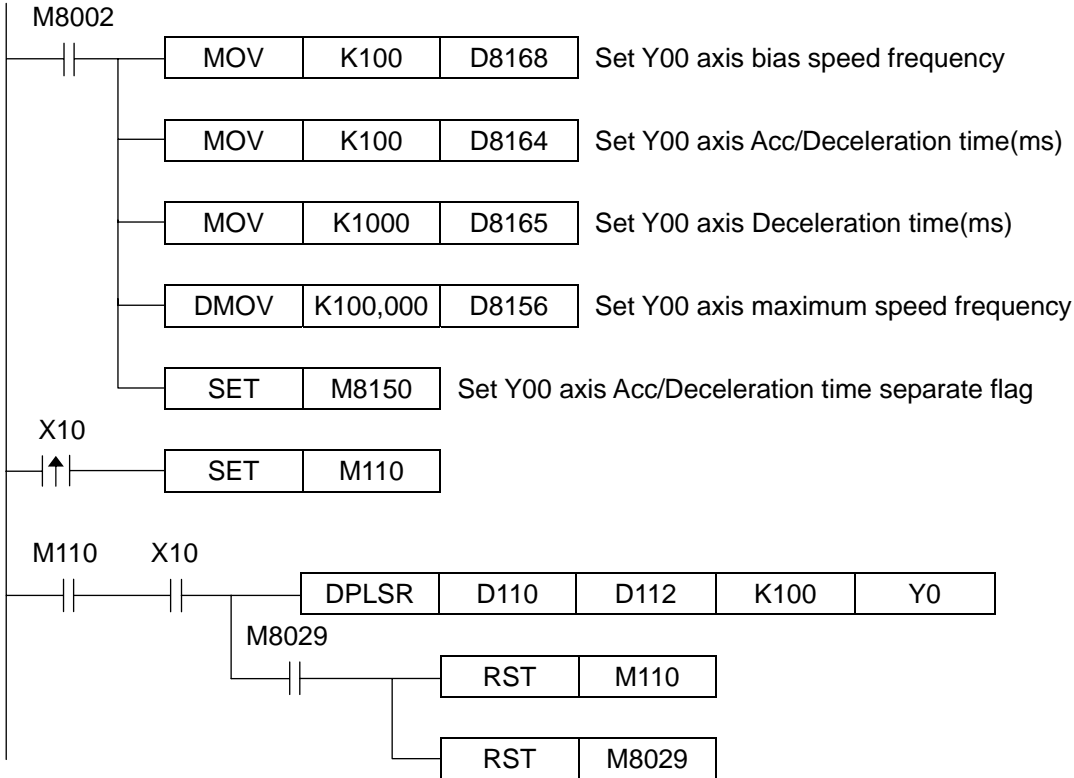 M8002
MOV K100 D8168 Set Y00 axis bias speed frequency
MOV K100 D8164 Set Y00 axis Acc/Deceleration time(ms)
MOV K1000 D8165 Set Y00 axis Deceleration time(ms)
DMOV K100,000 D8156 Set Y00 axis maximum speed frequency
SET M8150 Set Y00 axis Acc/Deceleration time separate flag
X10
SET M110
M110 X10
DPLSR D110 D112 K100 Y0
M8029
RST M110
RST M8029